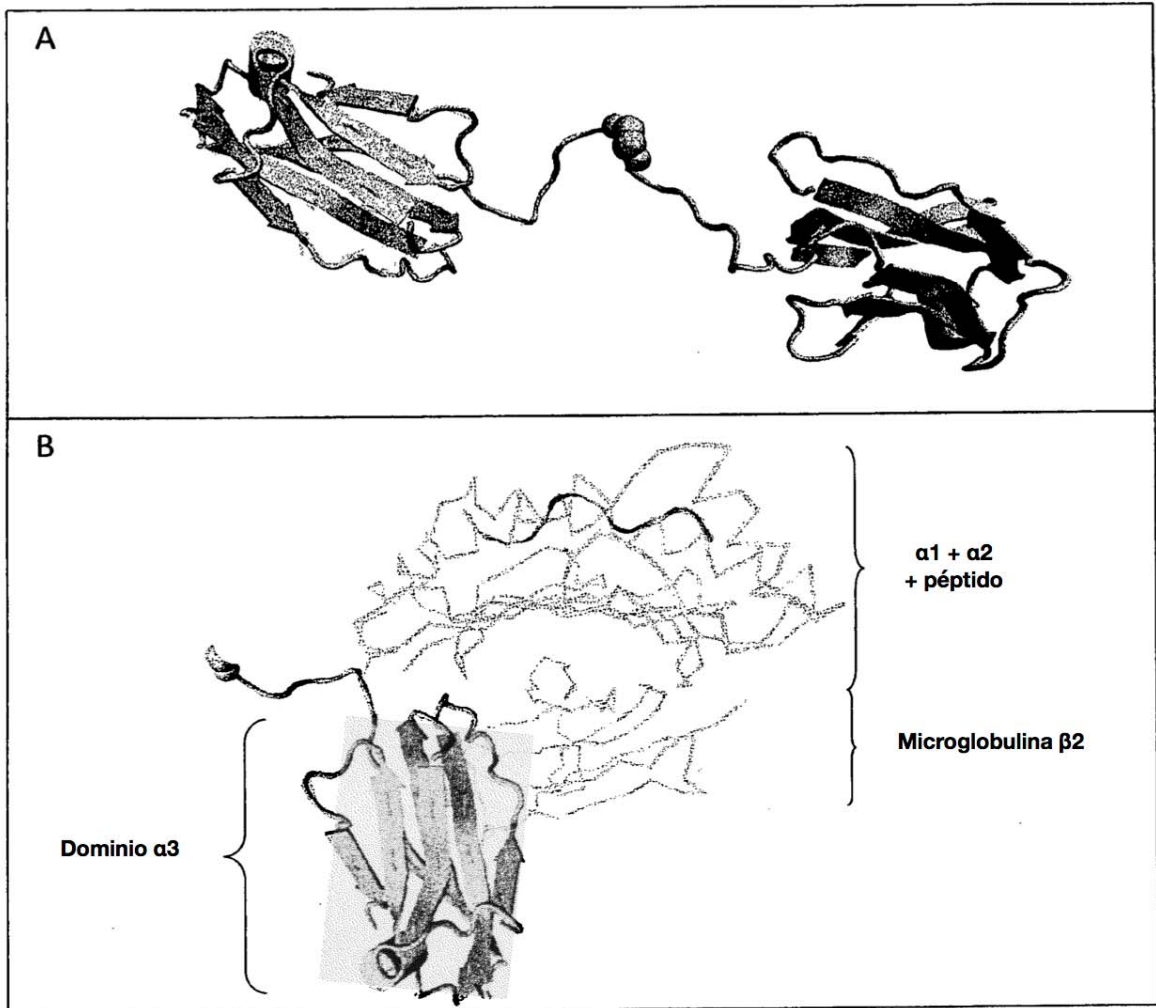 A
B
α1 + α2
+ péptido
Microglobulina β2
Dominio α3